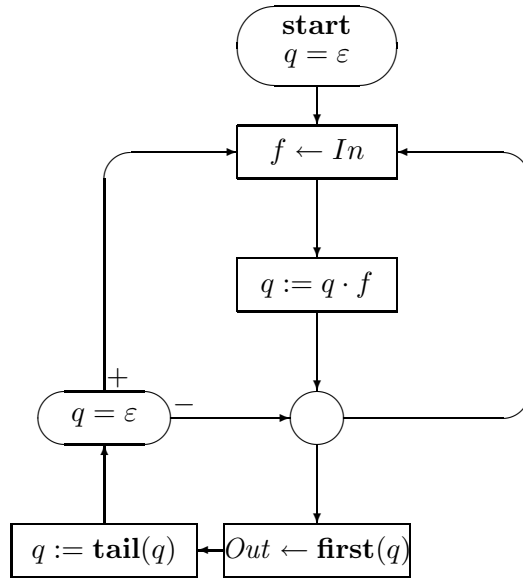 start
q = ε
f ← In
q := q · f
+
q = ε
−
q := tail(q)
Out ← first(q)